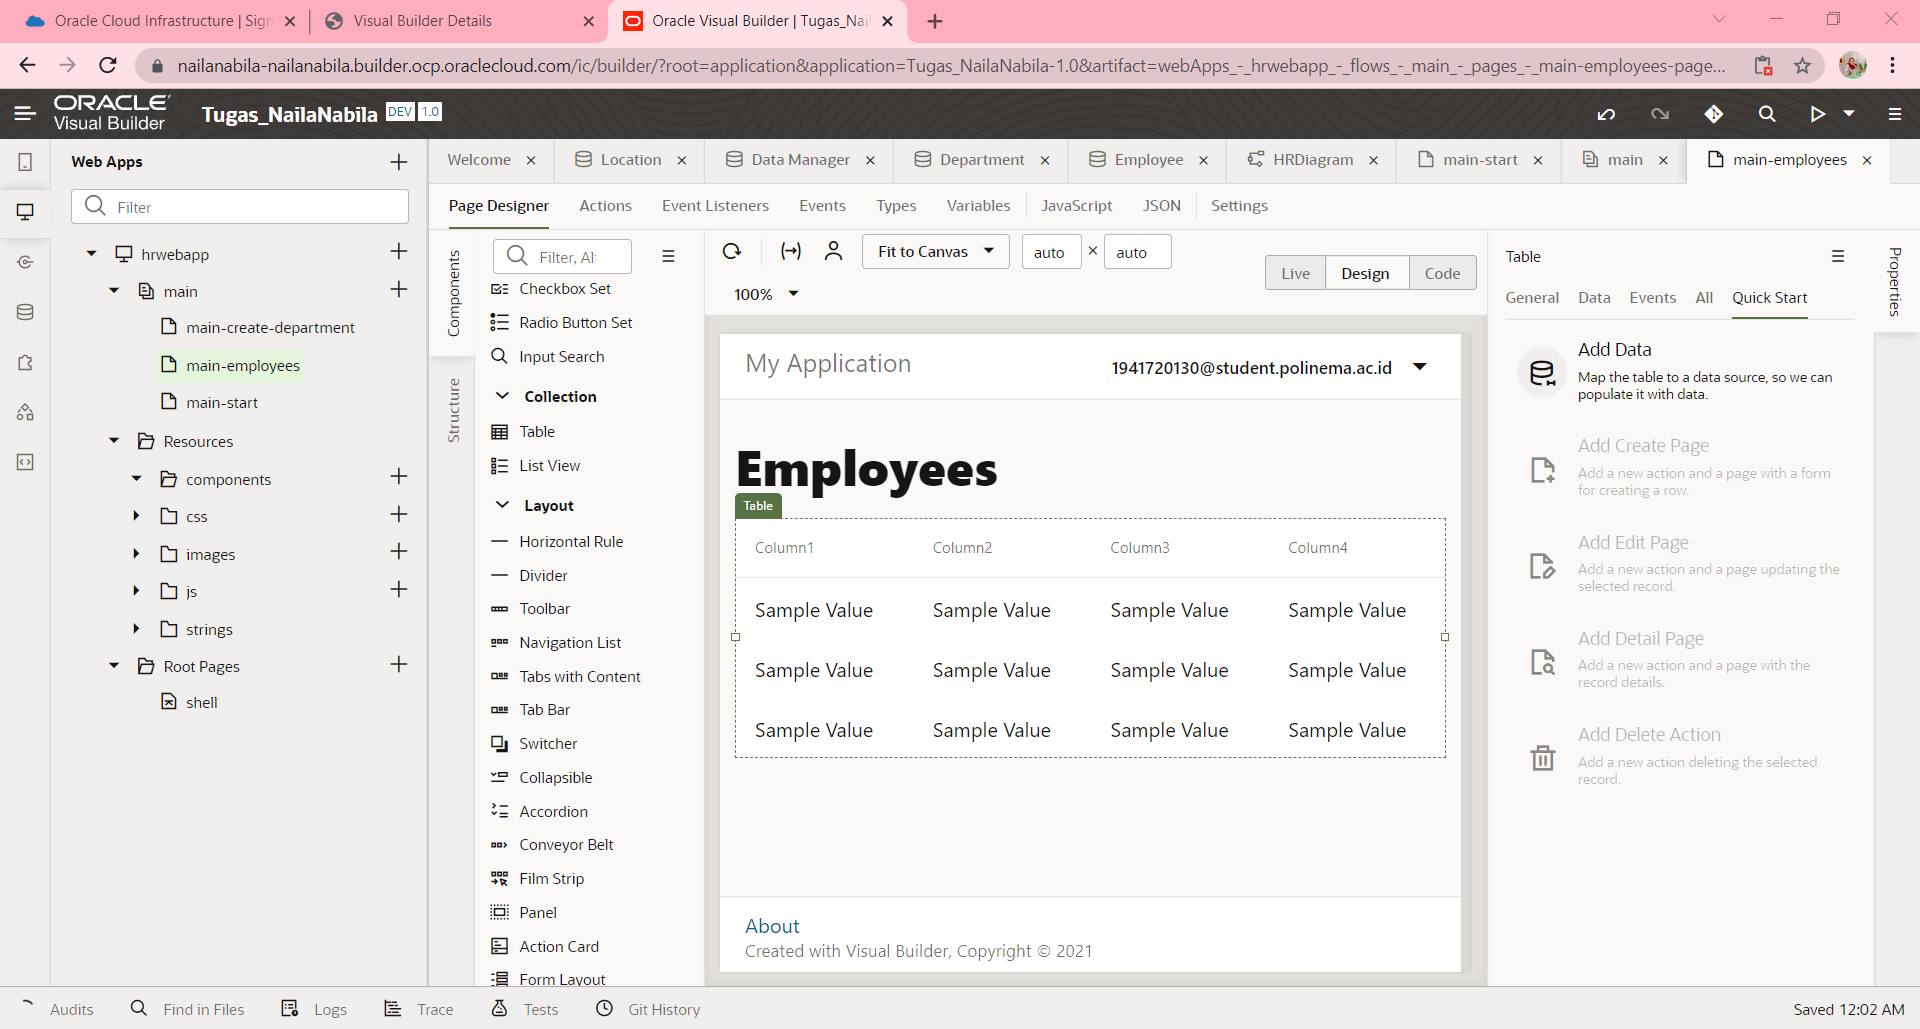 Oracle Cloud Infrastructure | Sign
Visual Builder Details
Oracle Visual Builder | Tugas_Nail
nailanabila-nailanabila.builder.ocp.oraclecloud.com/ic/builder/?root=application&application=Tugas_NailaNabila-1.0&artifact=webApps_-_hrwebapp_-_flows_-_main_-_pages_-_main-employees-page...
ORACLE
Visual Builder
Tugas_NailaNabila DEV 1.0
Web Apps
Filter
hrwebapp
main
main-create-department
main-employees
main-start
Resources
components
css
images
js
strings
Root Pages
shell
Welcome
Location
Data Manager
Department
Employee
HRDiagram
main-start
main
main-employees
Page Designer
Actions
Event Listeners
Events
Types
Variables
JavaScript
JSON
Settings
Components
Structure
Filter, Al
Checkbox Set
Radio Button Set
Input Search
Collection
Table
List View
Layout
Horizontal Rule
Divider
Toolbar
Navigation List
Tabs with Content
Tab Bar
Switcher
Collapsible
Accordion
Conveyor Belt
Film Strip
Panel
Action Card
Form Layout
Fit to Canvas
auto × auto
100%
Live
Design
Code
My Application
1941720130@student.polinema.ac.id
Employees
Table
Column1 Column2 Column3 Column4
Sample Value Sample Value Sample Value Sample Value
Sample Value Sample Value Sample Value Sample Value
Sample Value Sample Value Sample Value Sample Value
About
Created with Visual Builder, Copyright © 2021
Table
General
Data
Events
All
Quick Start
Properties
Add Data
Map the table to a data source, so we can
populate it with data.
Add Create Page
Add a new action and a page with a form
for creating a row.
Add Edit Page
Add a new action and a page updating the
selected record.
Add Detail Page
Add a new action and a page with the
record details.
Add Delete Action
Add a new action deleting the selected
record.
Audits
Find in Files
Logs
Trace
Tests
Git History
Saved 12:02 AM